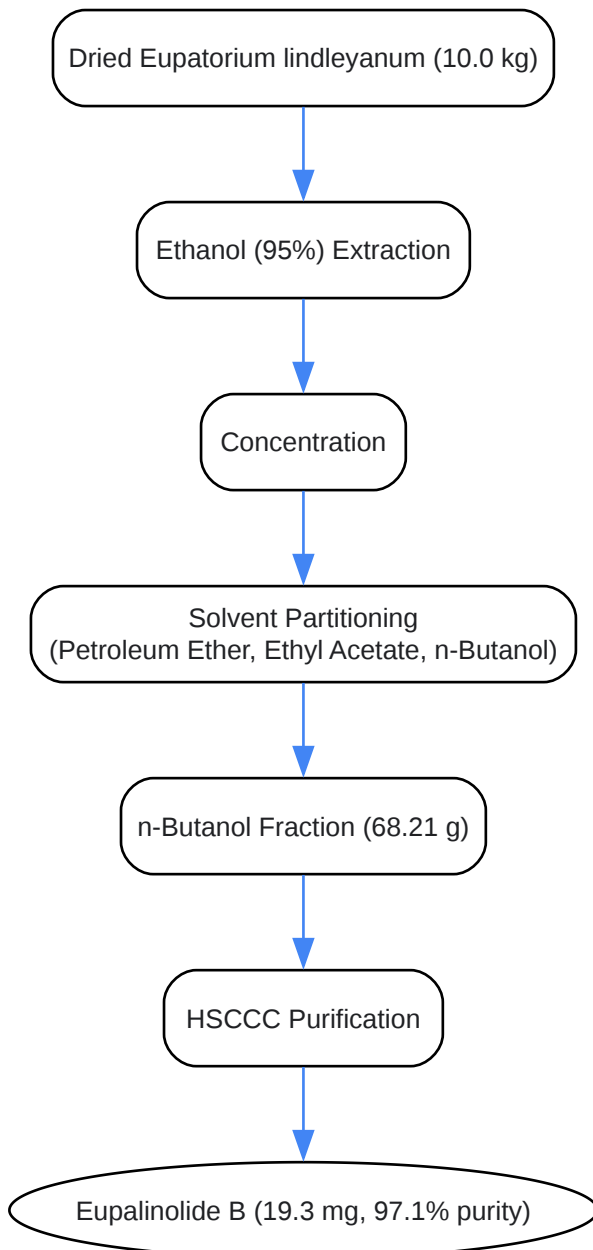 Dried Eupatorium lindleyanum (10.0 kg)
Ethanol (95%) Extraction
Concentration
Solvent Partitioning
(Petroleum Ether, Ethyl Acetate, n-Butanol)
n-Butanol Fraction (68.21 g)
HSCCC Purification
Eupalinolide B (19.3 mg, 97.1% purity)